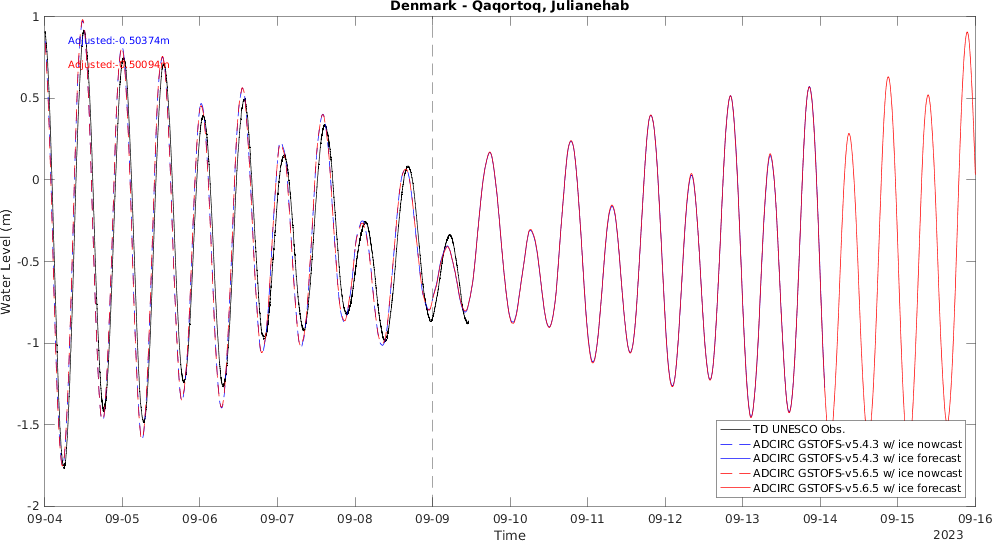 Denmark - Qaqortoq, Julianehab
Adjusted:-0.50374m
Adjusted:-0.50094m
Water Level (m)
1
0.5
0
-0.5
-1
-1.5
-2
TD UNESCO Obs.
ADCIRC GSTOFS-v5.4.3 w/ ice nowcast
ADCIRC GSTOFS-v5.4.3 w/ ice forecast
ADCIRC GSTOFS-v5.6.5 w/ ice nowcast
ADCIRC GSTOFS-v5.6.5 w/ ice forecast
09-04 09-05 09-06 09-07 09-08 09-09 09-10 09-11 09-12 09-13 09-14 09-15 09-16
Time
2023